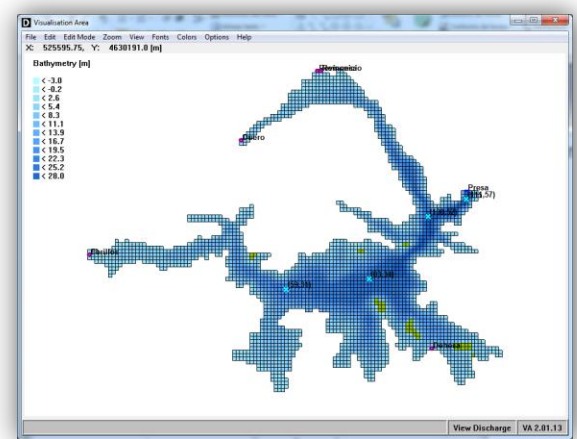 Visualisation Area
File Edit Edit Mode Zoom View Fonts Colors Options Help
X: 525595.75, Y: 4630191.0 [m]
Bathymetry [m]
< -3.0
< -0.2
< 2.6
< 5.4
< 8.3
< 11.1
< 13.9
< 16.7
< 19.5
< 22.3
< 25.2
< 28.0
Duero
Presa
View Discharge VA 2.01.13